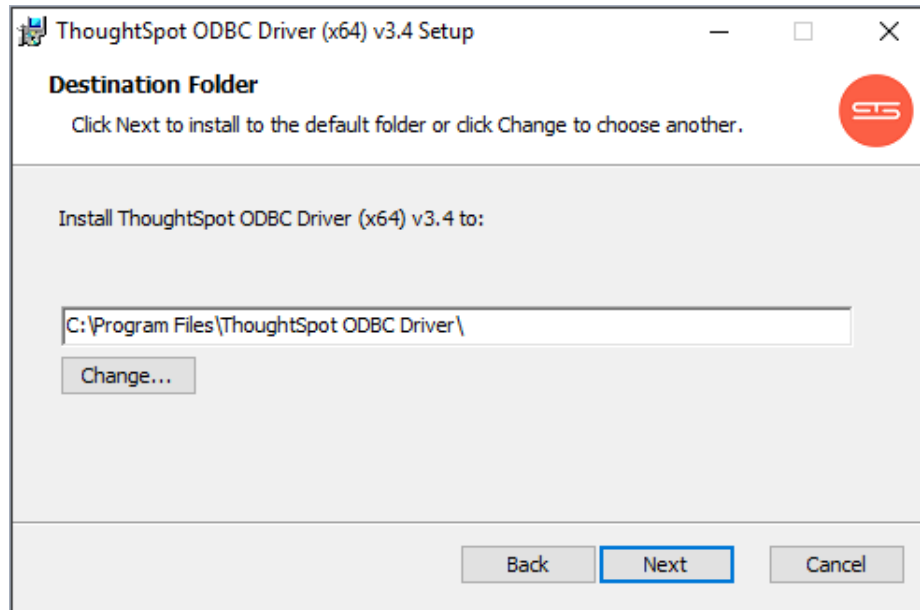 ThoughtSpot ODBC Driver (x64) v3.4 Setup
Destination Folder
Click Next to install to the default folder or click Change to choose another.
Install ThoughtSpot ODBC Driver (x64) v3.4 to:
C:\Program Files\ThoughtSpot ODBC Driver\
Change...
Back Next Cancel